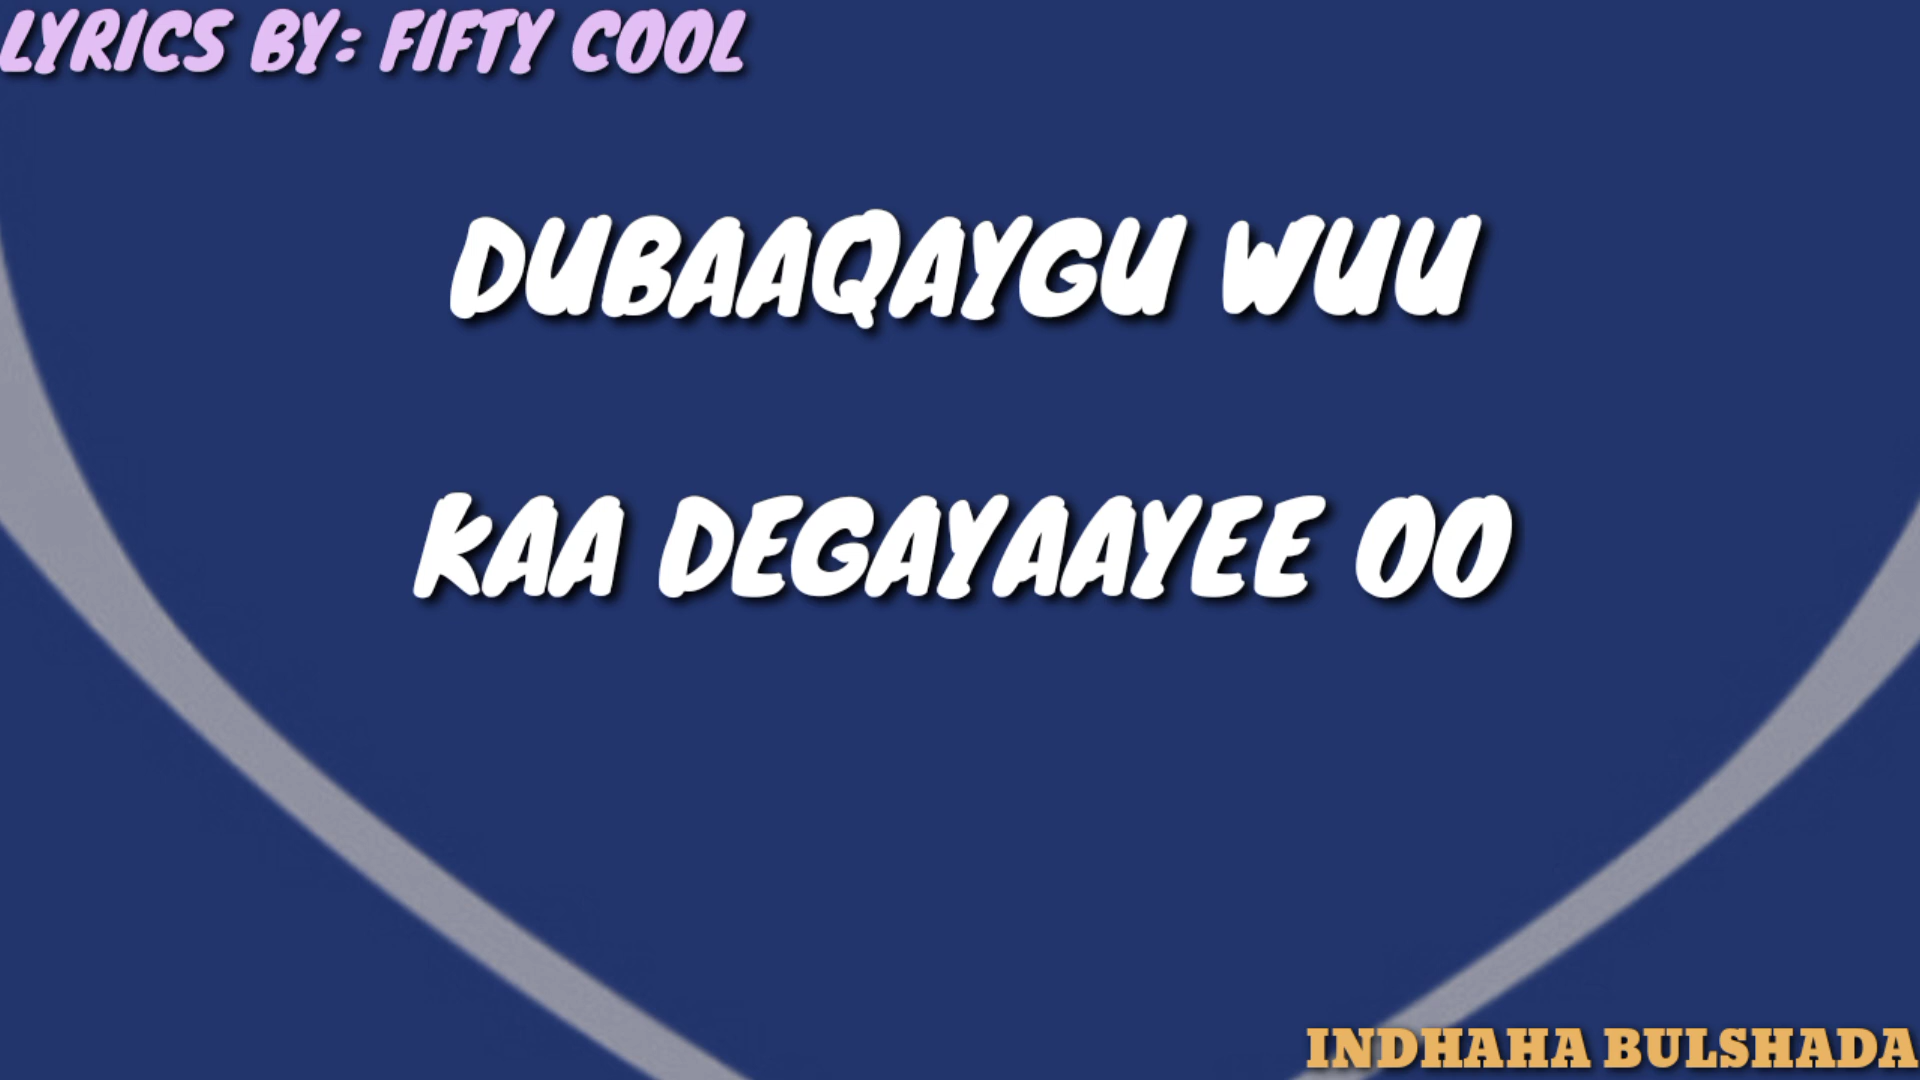 LYRICS BY: FIFTY COOL
DUBAAQAYGU WUU
KAA DEGAYAAYEE OO
INDHAHA BULSHADA